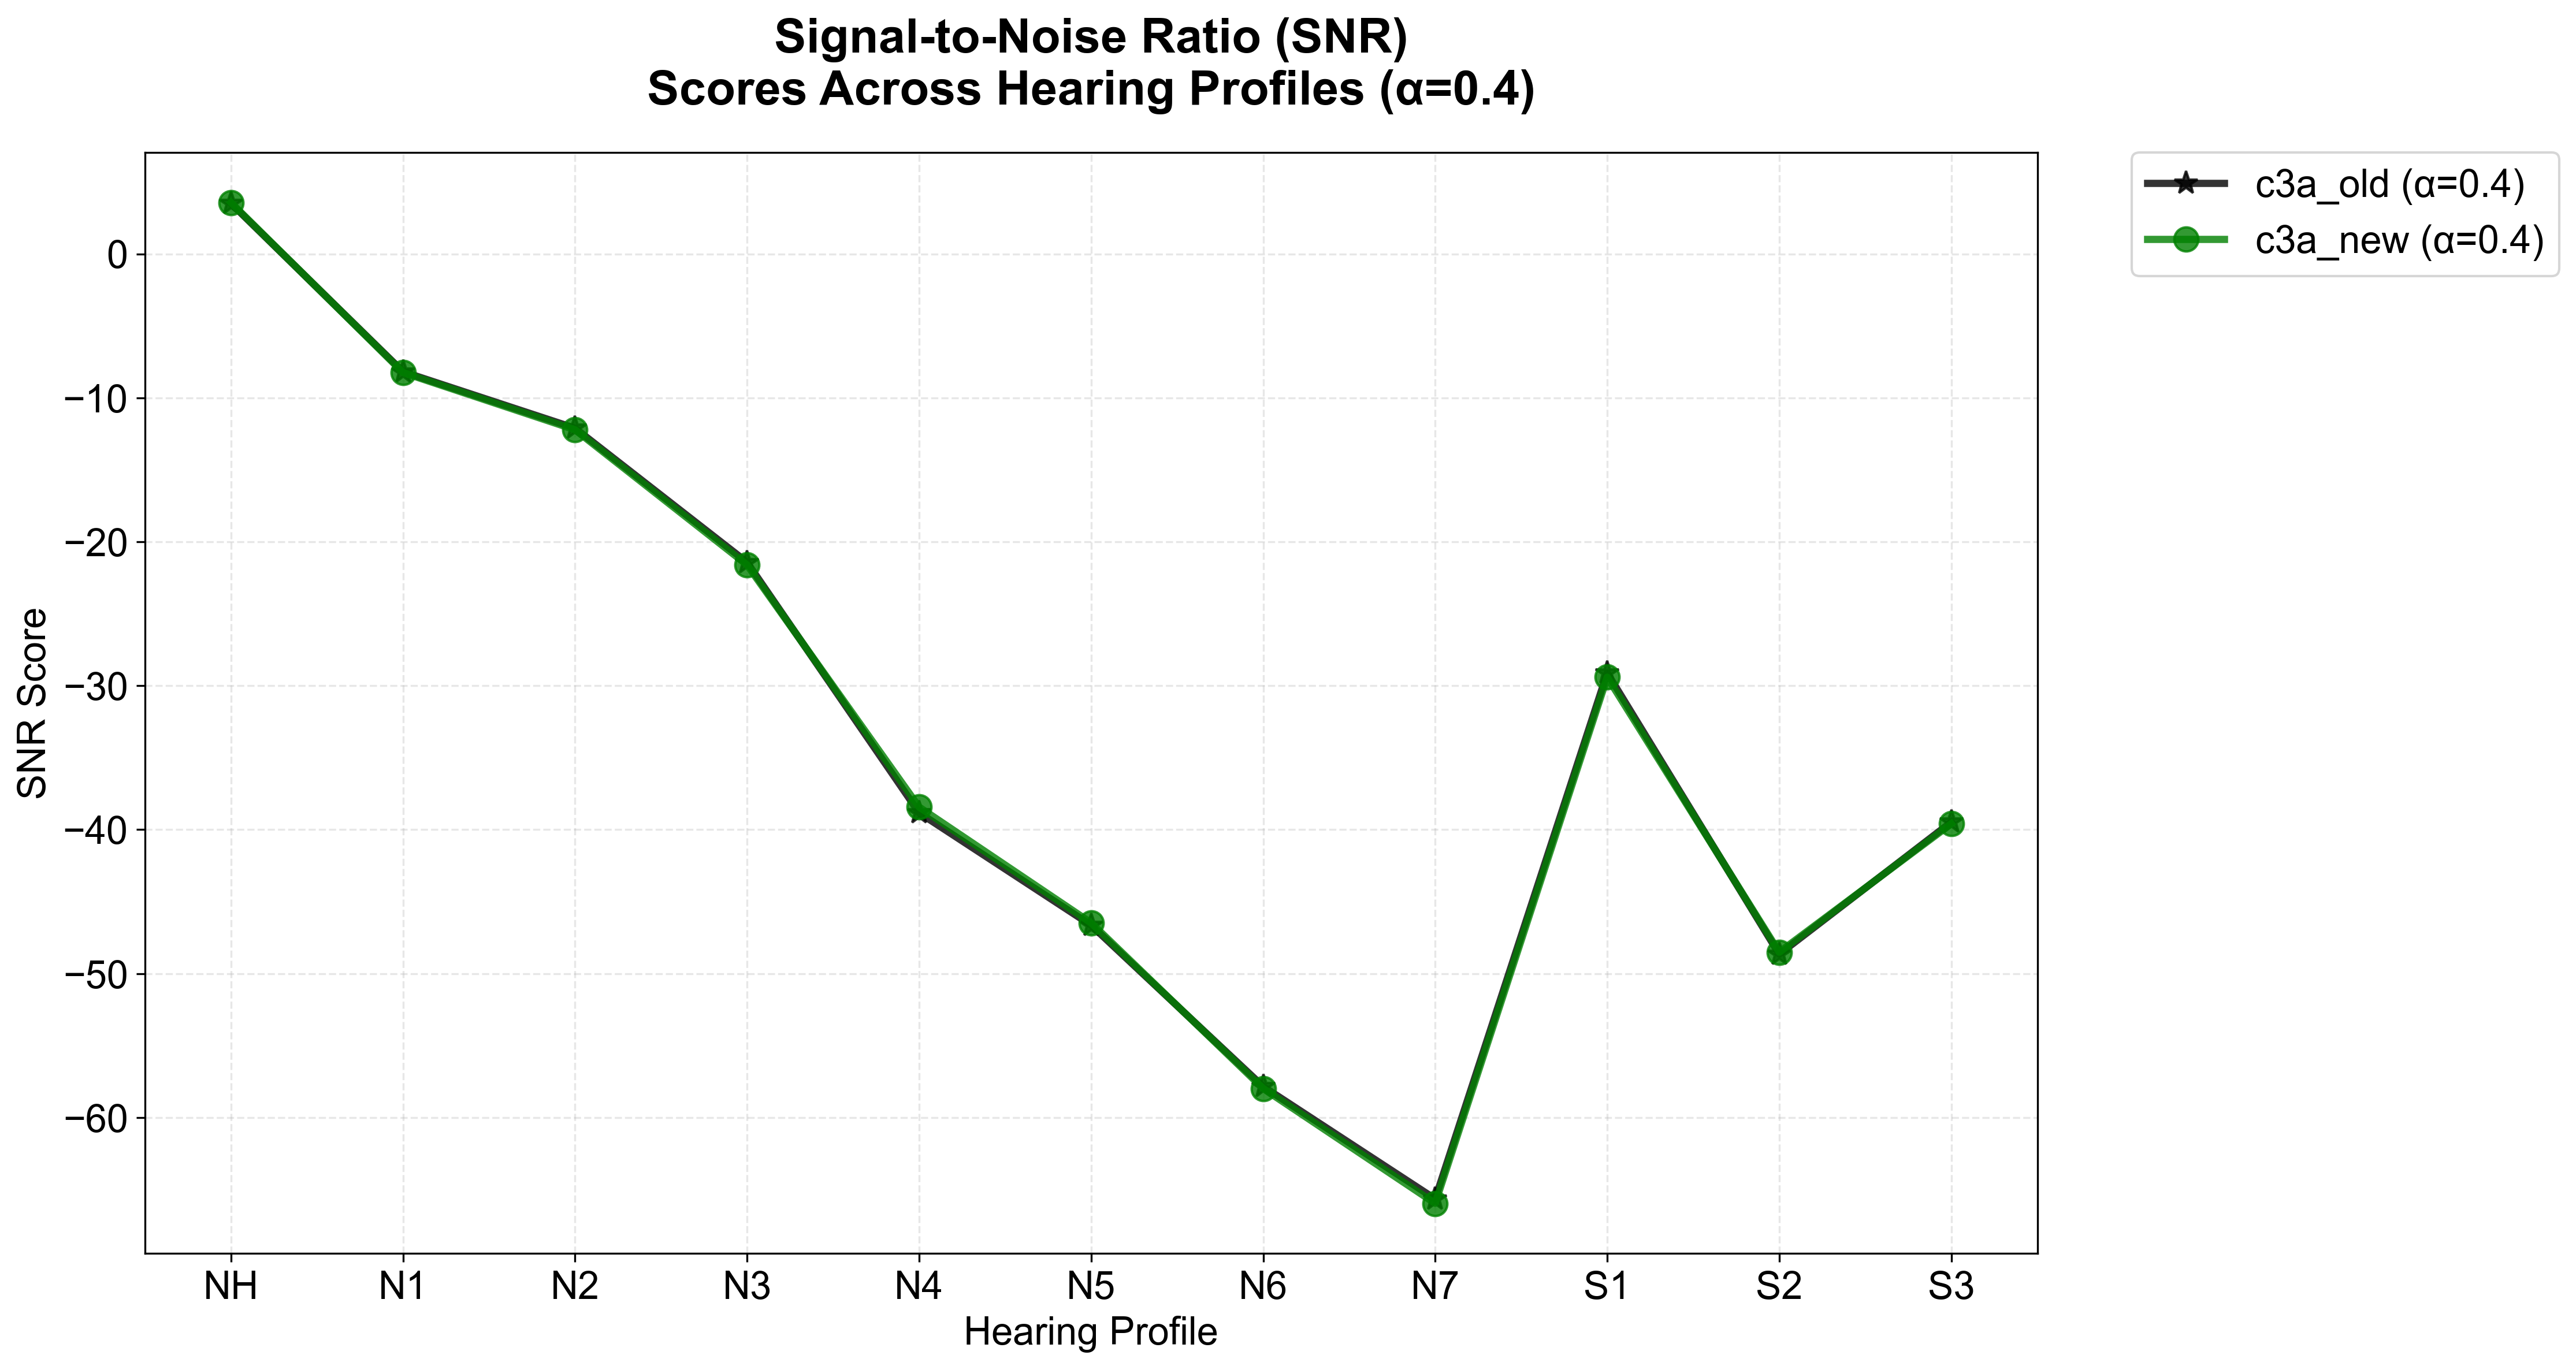 Signal-to-Noise Ratio (SNR)
Scores Across Hearing Profiles (α=0.4)
c3a_old (α=0.4)
c3a_new (α=0.4)
SNR Score
0
−10
−20
−30
−40
−50
−60
NH N1 N2 N3 N4 N5 N6 N7 S1 S2 S3
Hearing Profile